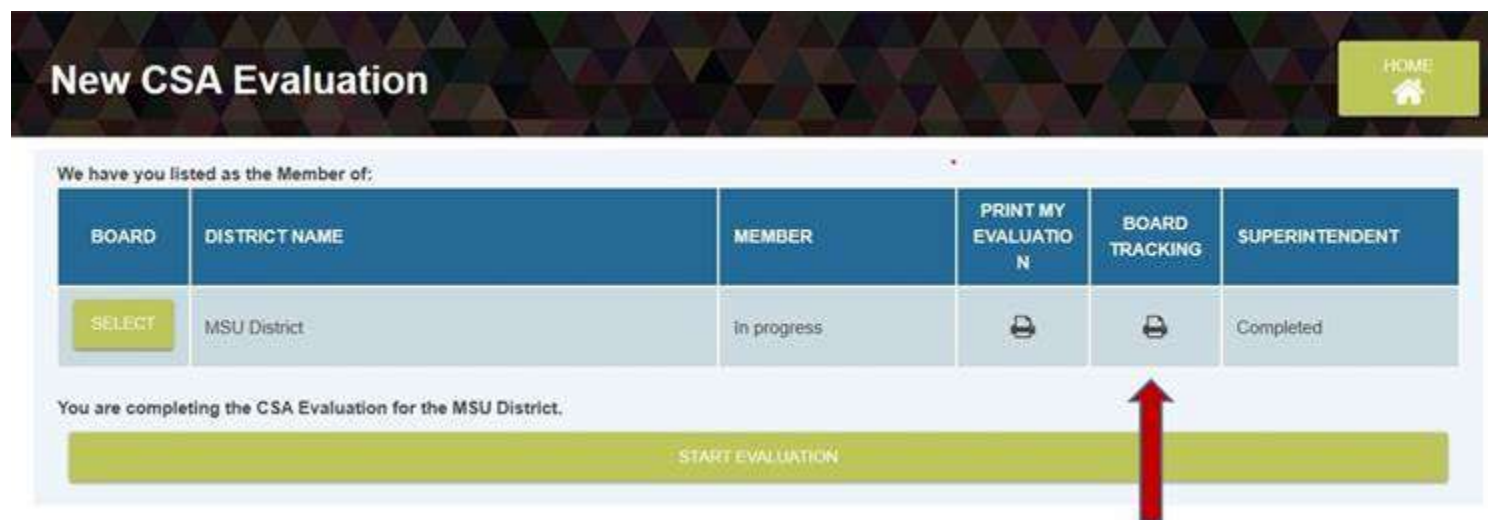 New CSA Evaluation
HOME
We have you listed as the Member of:
BOARD
DISTRICT NAME
MEMBER
PRINT MY
EVALUATIO
N
BOARD
TRACKING
SUPERINTENDENT
SELECT
MSU District
In progress
Completed
You are completing the CSA Evaluation for the MSU District.
START EVALUATION